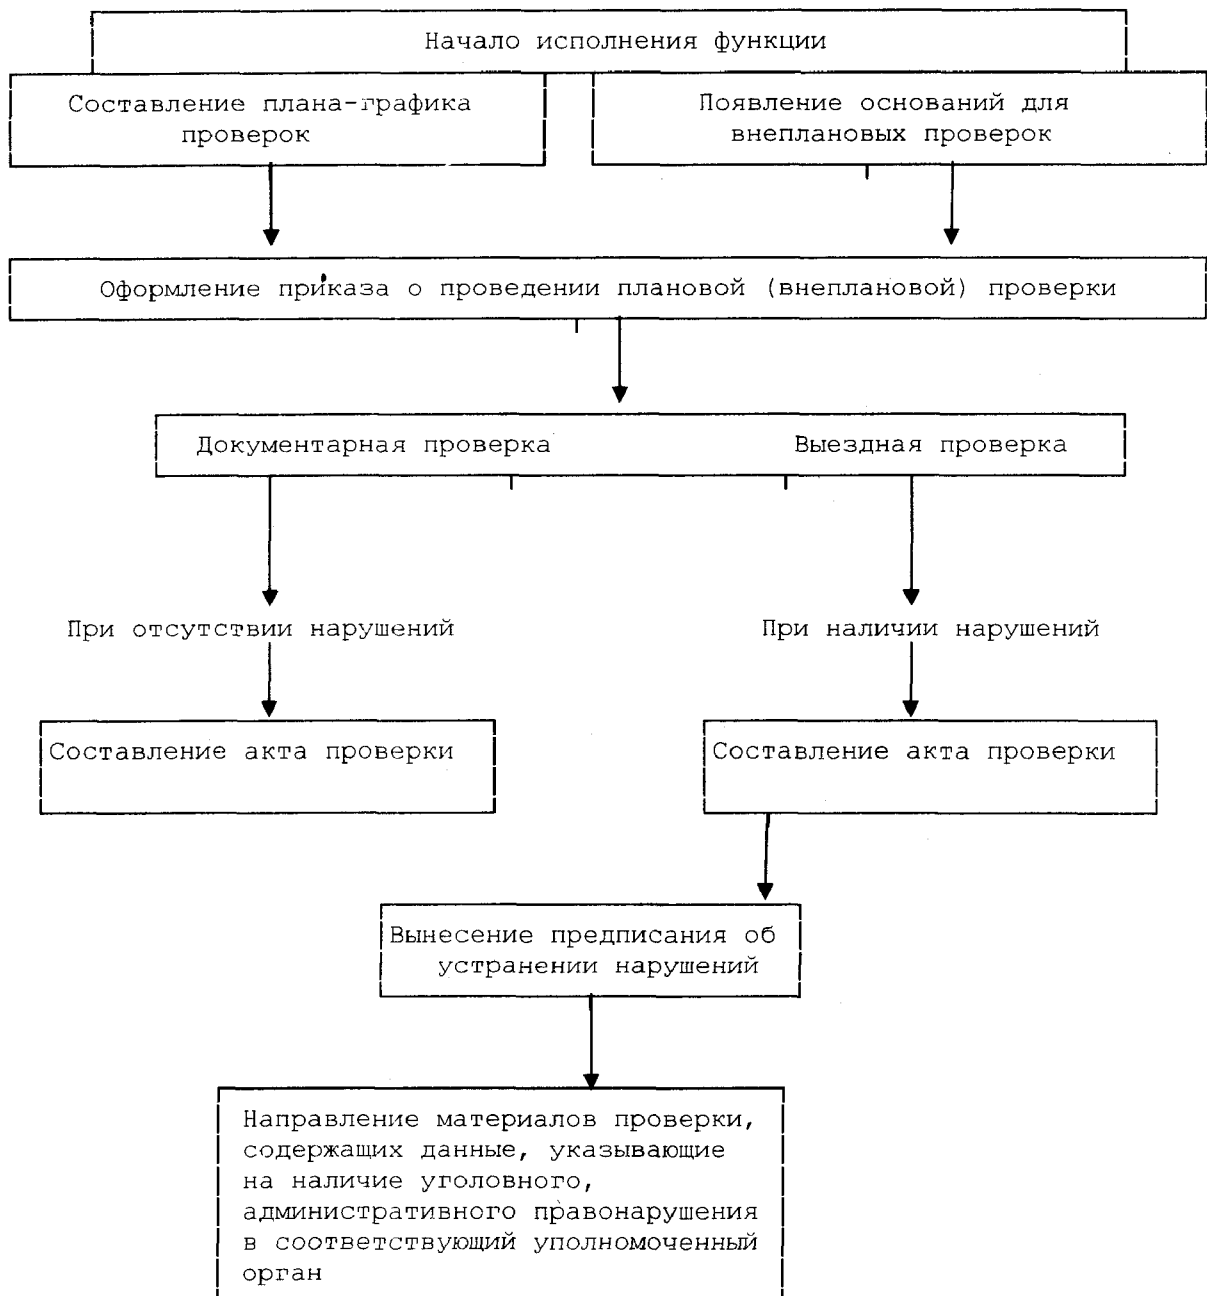 Начало исполнения функции
Составление плана-графика
проверок
Появление оснований для
внеплановых проверок
Оформление приказа о проведении плановой (внеплановой) проверки
Документарная проверка
Выездная проверка
При отсутствии нарушений
При наличии нарушений
Составление акта проверки
Составление акта проверки
Вынесение предписания об
устранении нарушений
Направление материалов проверки,
содержащих данные, указывающие
на наличие уголовного,
административного правонарушения
в соответствующий уполномоченный
орган